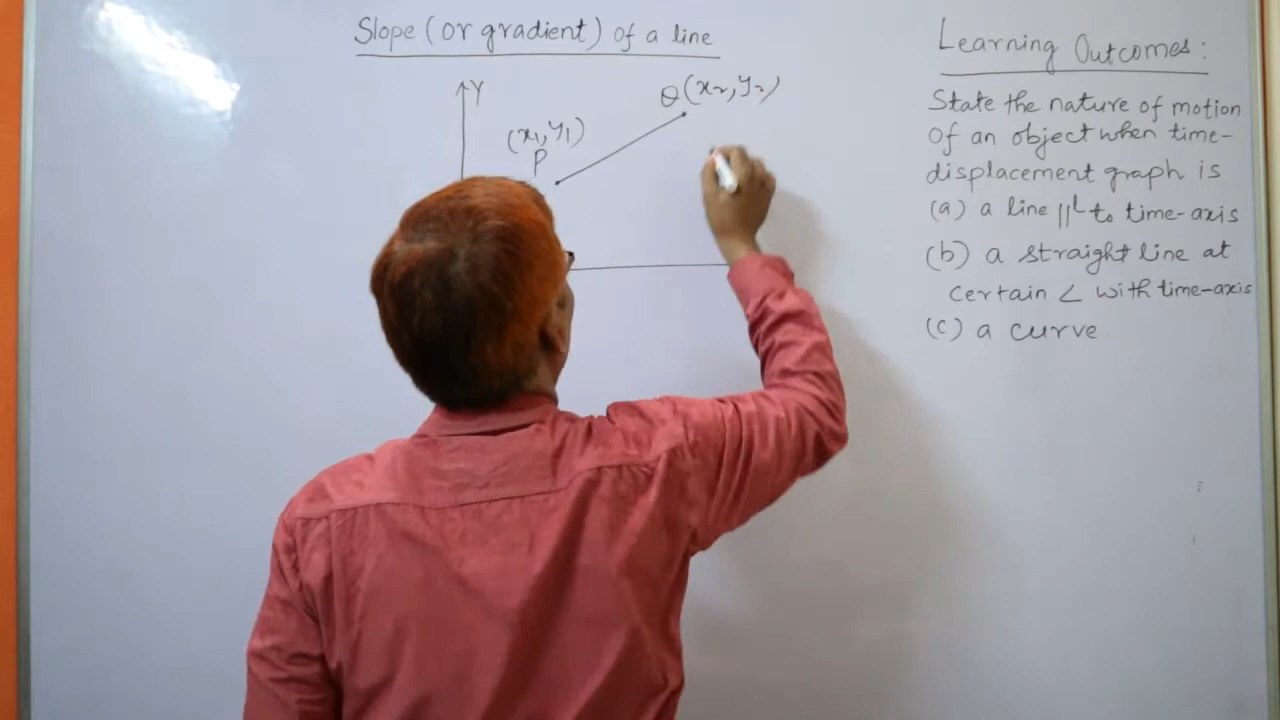 Slope (or gradient) of a line
Y
Q(x₂,y₂)
(x₁,y₁)
P
Learning Outcomes:
State the nature of motion
of an object when time-
displacement graph is
(a) a line ||ᴸ to time-axis
(b) a straight line at
certain ∠ with time-axis
(c) a curve